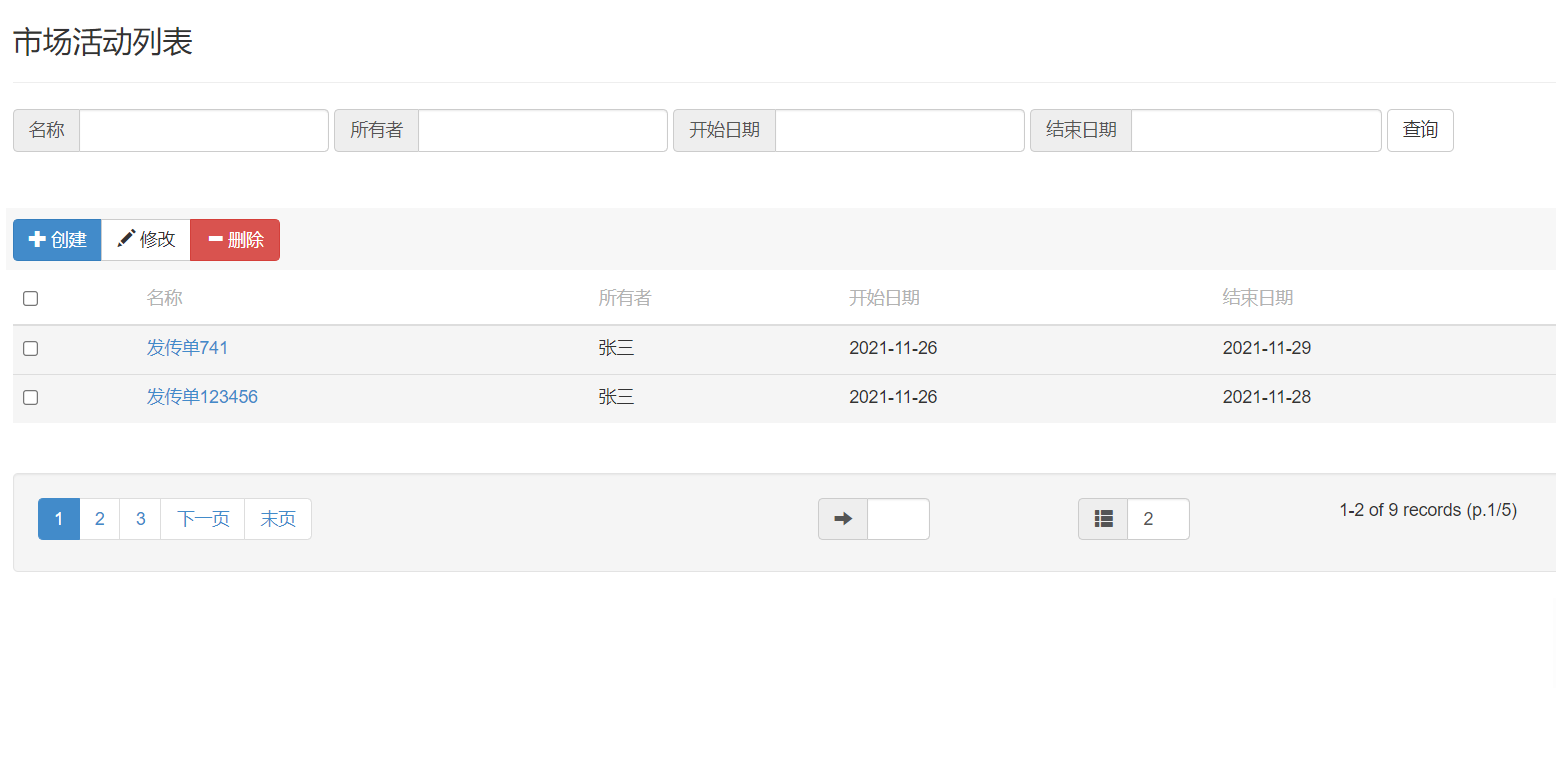 市场活动列表
名称 所有者 开始日期 结束日期 查询
创建 修改 删除
名称 所有者 开始日期 结束日期
发传单741 张三 2021-11-26 2021-11-29
发传单123456 张三 2021-11-26 2021-11-28
1 2 3 下一页 末页 2 1-2 of 9 records (p.1/5)